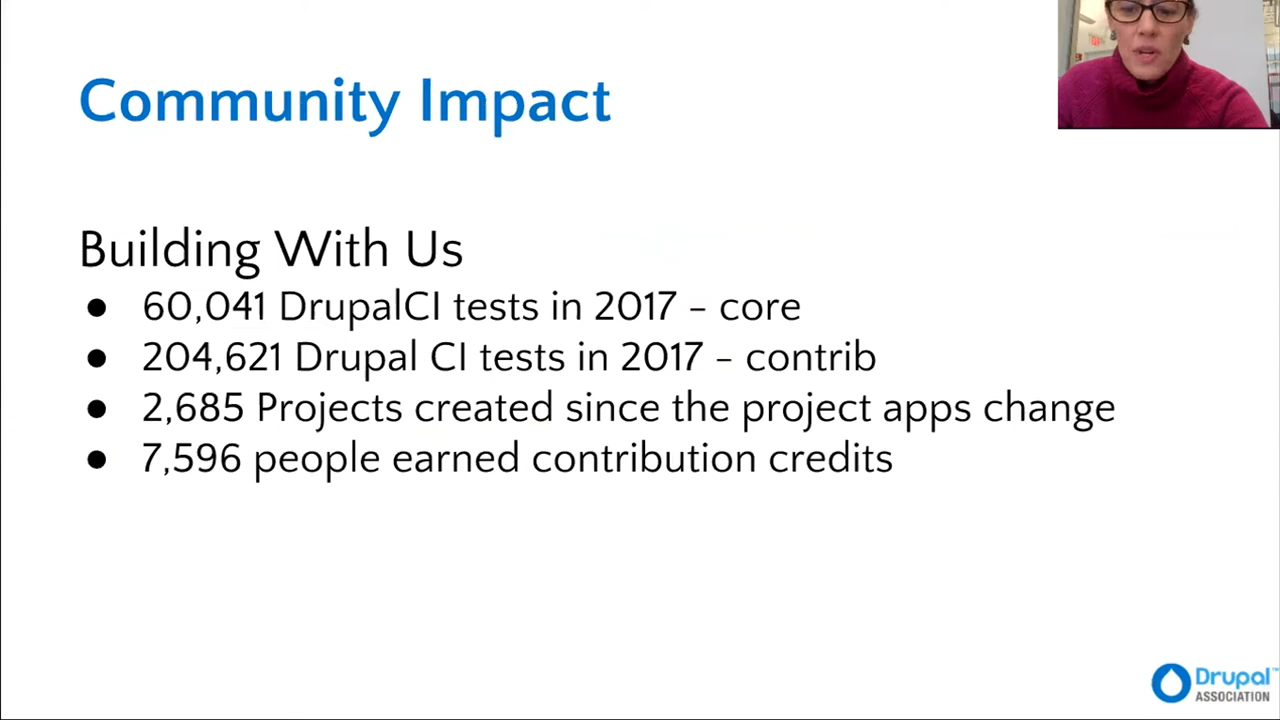 Community Impact
Building With Us
● 60,041 DrupalCI tests in 2017 – core
● 204,621 Drupal CI tests in 2017 – contrib
● 2,685 Projects created since the project apps change
● 7,596 people earned contribution credits
Drupal™
ASSOCIATION